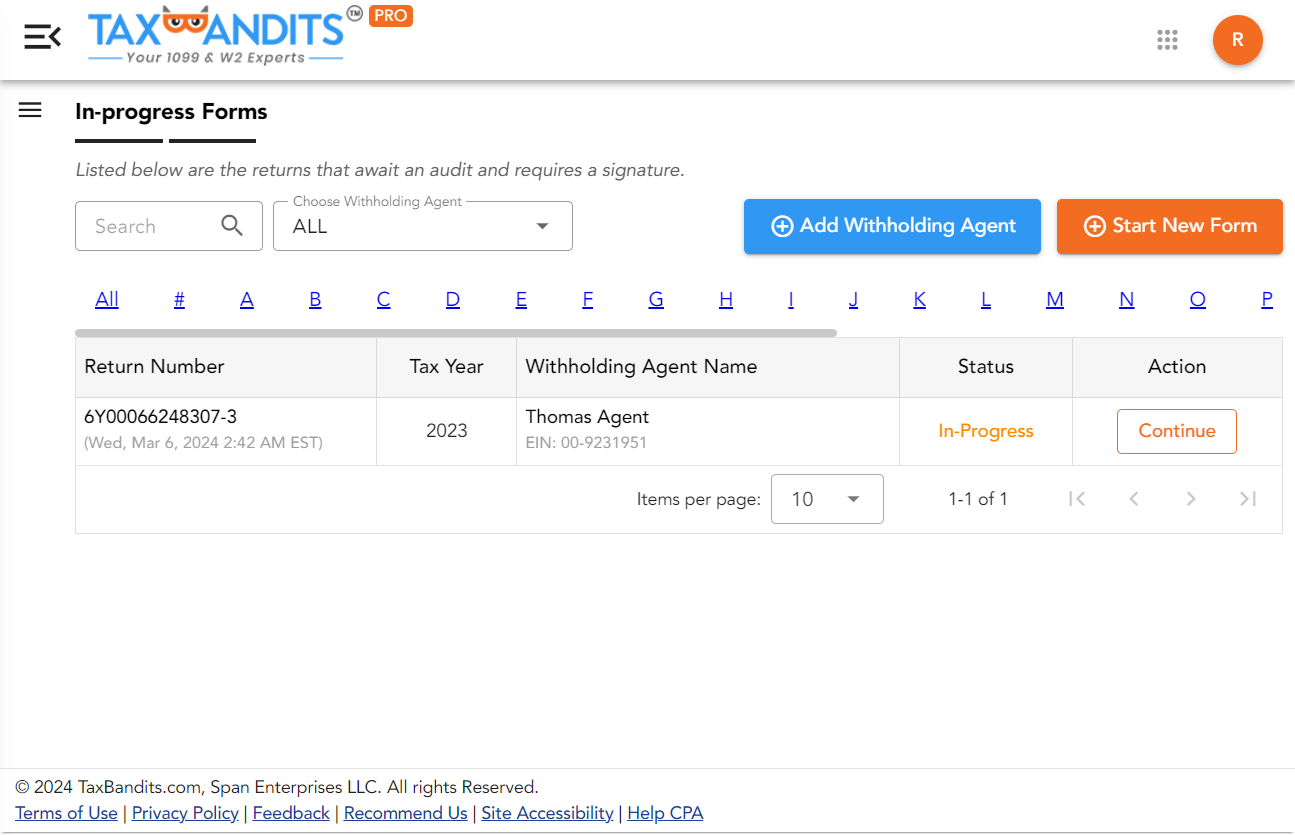 TAXBANDITS™ PRO
Your 1099 & W2 Experts
R
In-progress Forms
Listed below are the returns that await an audit and requires a signature.
Choose Withholding Agent
Search ALL Add Withholding Agent Start New Form
All # A B C D E F G H I J K L M N O P
Return Number Tax Year Withholding Agent Name Status Action
6Y00066248307-3 Thomas Agent
2023 In-Progress Continue
(Wed, Mar 6, 2024 2:42 AM EST) EIN: 00-9231951
Items per page: 10 1-1 of 1
© 2024 TaxBandits.com, Span Enterprises LLC. All rights Reserved.
Terms of Use | Privacy Policy | Feedback | Recommend Us | Site Accessibility | Help CPA